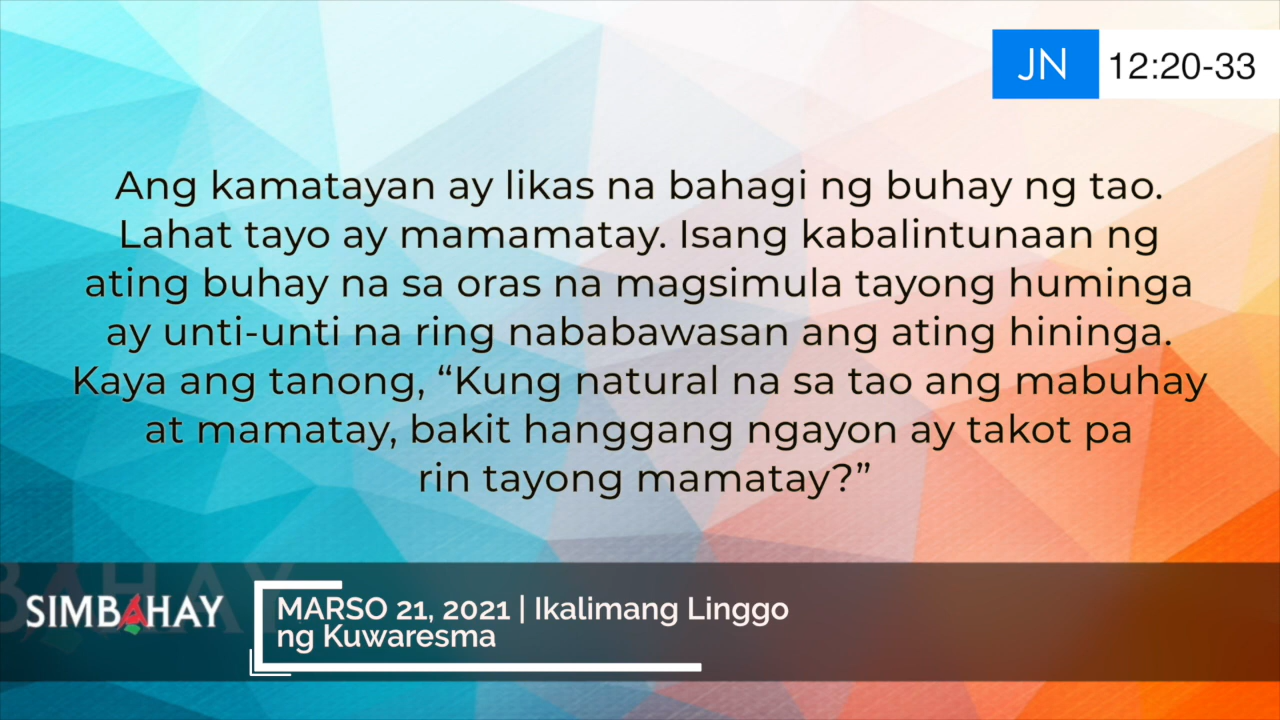 JN 12:20-33
Ang kamatayan ay likas na bahagi ng buhay ng tao.
Lahat tayo ay mamamatay. Isang kabalintunaan ng
ating buhay na sa oras na magsimula tayong huminga
ay unti-unti na ring nababawasan ang ating hininga.
Kaya ang tanong, “Kung natural na sa tao ang mabuhay
at mamatay, bakit hanggang ngayon ay takot pa
rin tayong mamatay?”
SIMBAHAY
MARSO 21, 2021 | Ikalimang Linggo
ng Kuwaresma